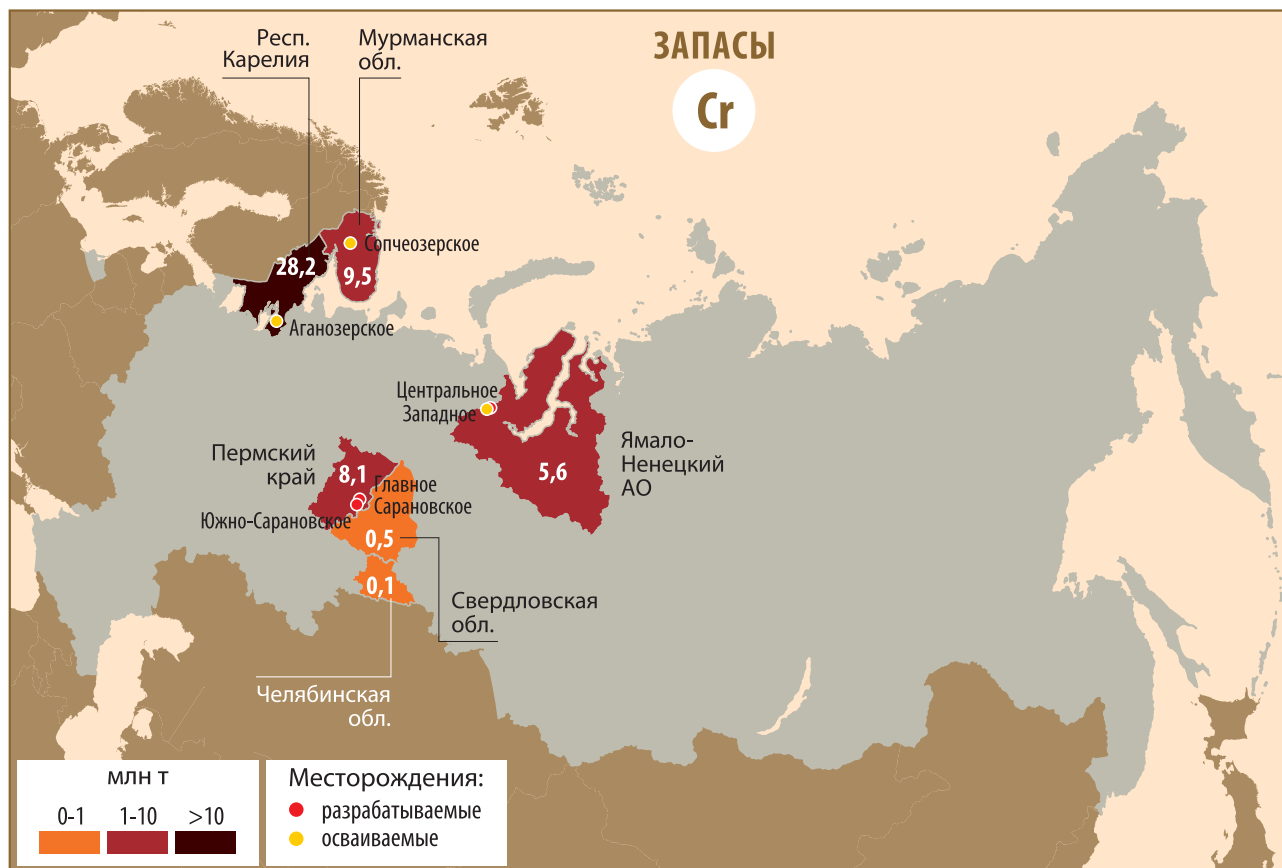 ЗАПАСЫ
Cr
Респ.
Карелия
Мурманская
обл.
Сопчеозерское
28,2
9,5
Аганозерское
Центральное
Западное
Ямало-
Ненецкий
АО
5,6
Пермский
край
8,1
Главное
Сарановское
Южно-Сарановское
0,5
0,1
Свердловская
обл.
Челябинская
обл.
млн т
0-1 1-10 >10
Месторождения:
разрабатываемые
осваиваемые